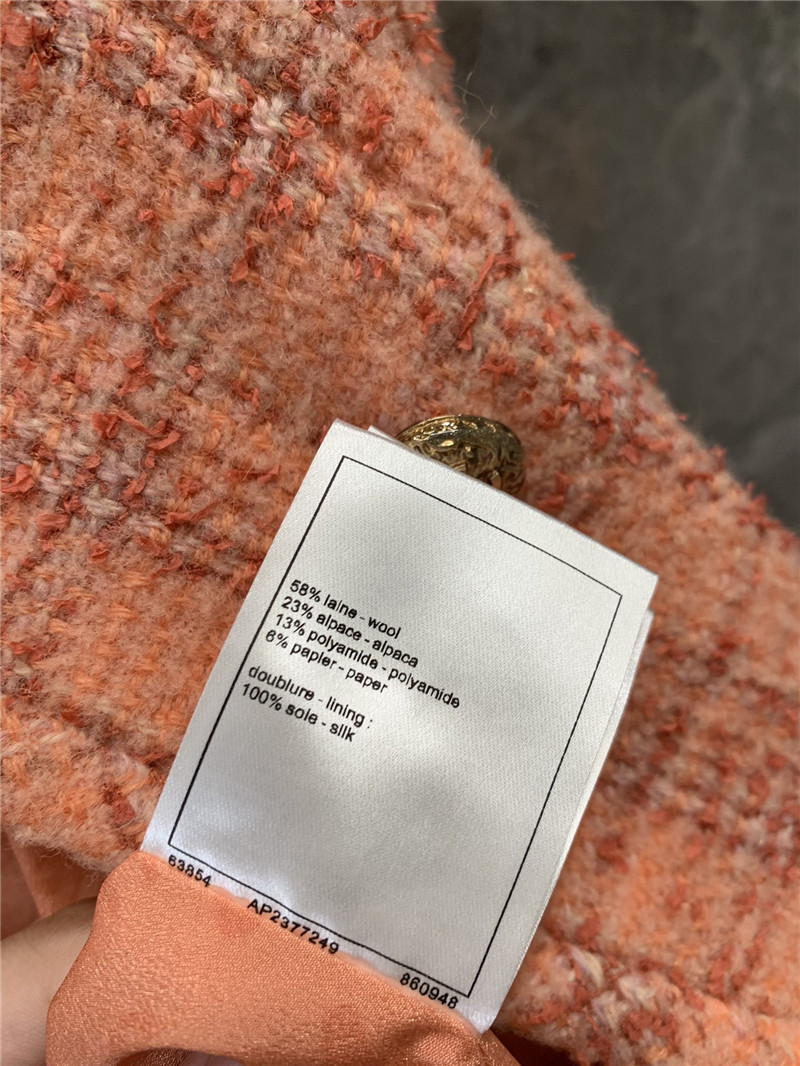 58% laine - wool
23% alpace - alpaca
13% polyamide - polyamide
6% papier - paper
doublure - lining :
100% soie - silk
63854 AP2377249 860948